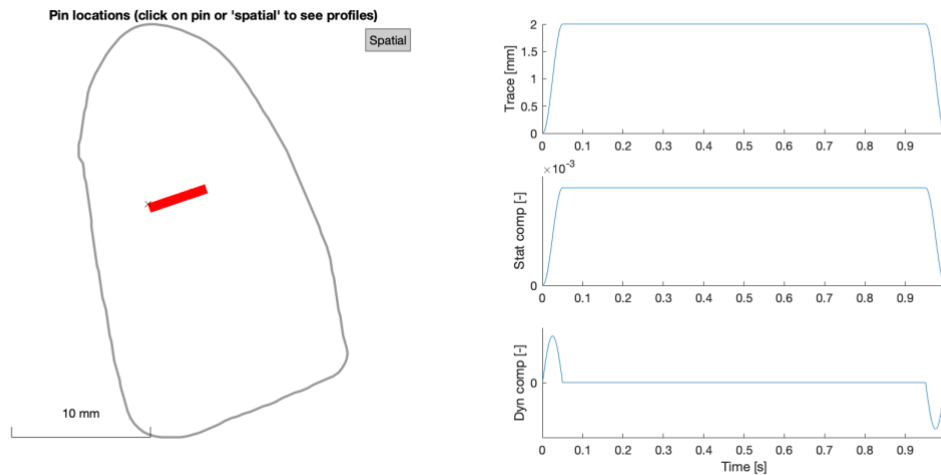 Pin locations (click on pin or 'spatial' to see profiles)
Spatial
10 mm
Trace [mm]
2
1.5
1
0.5
0
0 0.1 0.2 0.3 0.4 0.5 0.6 0.7 0.8 0.9
× 10⁻³
Stat comp [-]
0
0 0.1 0.2 0.3 0.4 0.5 0.6 0.7 0.8 0.9
Dyn comp [-]
0
0 0.1 0.2 0.3 0.4 0.5 0.6 0.7 0.8 0.9
Time [s]